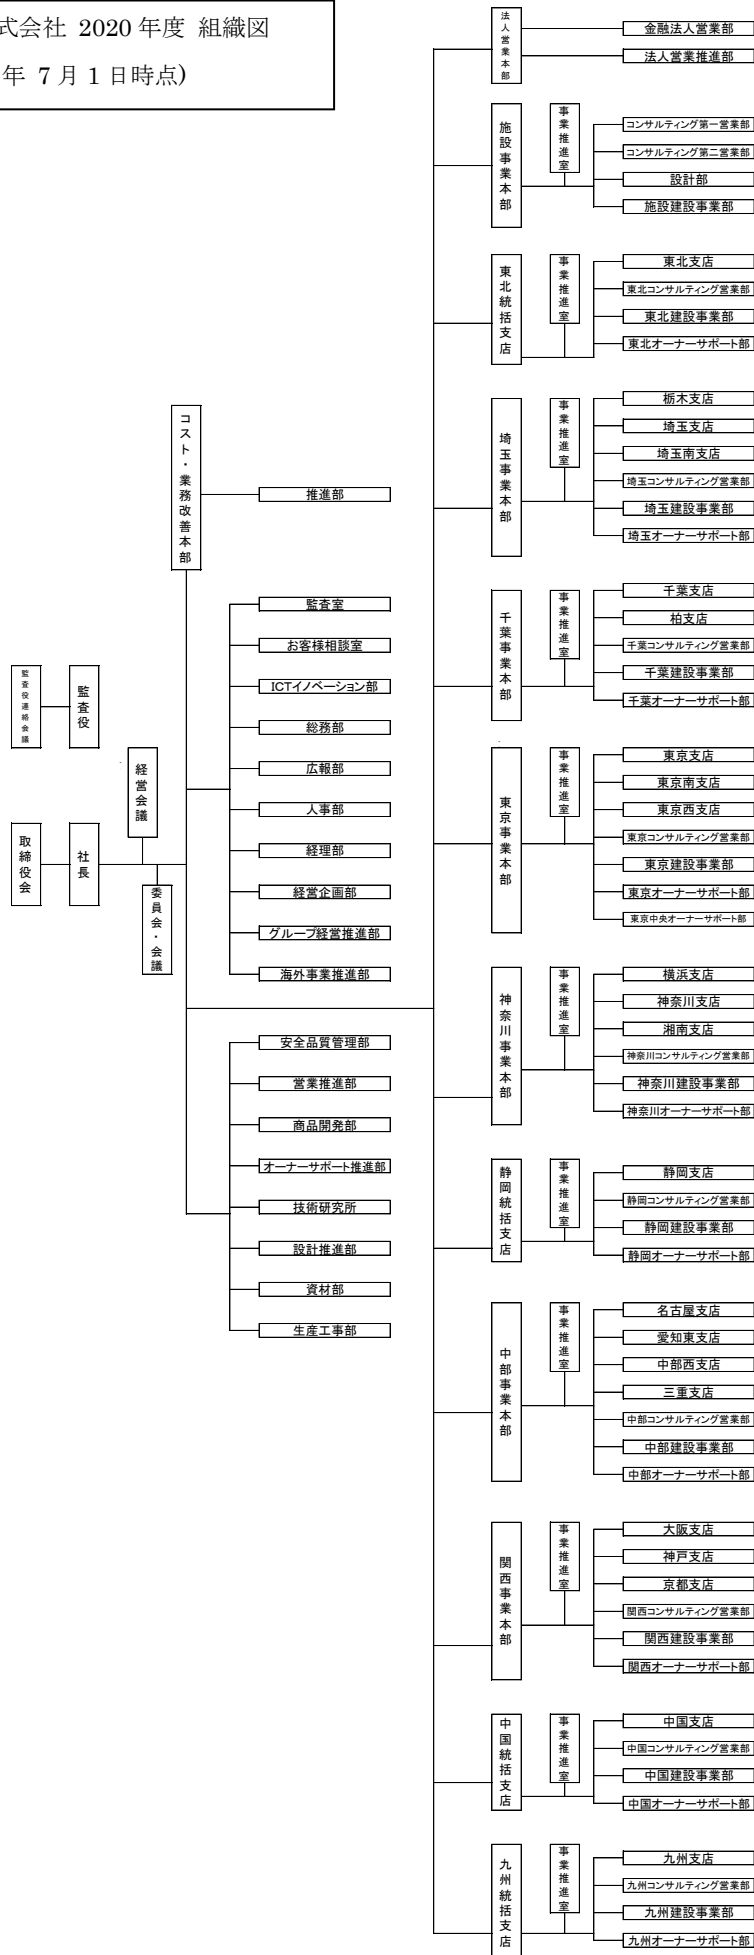 式会社 2020 年度 組織図
年 7 月 1 日時点)
取締役会
社長
監査役連絡会議
監査役
経営会議
委員会・会議
コスト・業務改善本部
推進部
監査室
お客様相談室
ICTイノベーション部
総務部
広報部
人事部
経理部
経営企画部
グループ経営推進部
海外事業推進部
安全品質管理部
営業推進部
商品開発部
オーナーサポート推進部
技術研究所
設計推進部
資材部
生産工事部
法人営業本部
金融法人営業部
法人営業推進部
施設事業本部
事業推進室
コンサルティング第一営業部
コンサルティング第二営業部
設計部
施設建設事業部
東北統括支店
事業推進室
東北支店
東北コンサルティング営業部
東北建設事業部
東北オーナーサポート部
埼玉事業本部
事業推進室
栃木支店
埼玉支店
埼玉南支店
埼玉コンサルティング営業部
埼玉建設事業部
埼玉オーナーサポート部
千葉事業本部
事業推進室
千葉支店
柏支店
千葉コンサルティング営業部
千葉建設事業部
千葉オーナーサポート部
東京事業本部
事業推進室
東京支店
東京南支店
東京西支店
東京コンサルティング営業部
東京建設事業部
東京オーナーサポート部
東京中央オーナーサポート部
神奈川事業本部
事業推進室
横浜支店
神奈川支店
湘南支店
神奈川コンサルティング営業部
神奈川建設事業部
神奈川オーナーサポート部
静岡統括支店
事業推進室
静岡支店
静岡コンサルティング営業部
静岡建設事業部
静岡オーナーサポート部
中部事業本部
事業推進室
名古屋支店
愛知東支店
中部西支店
三重支店
中部コンサルティング営業部
中部建設事業部
中部オーナーサポート部
関西事業本部
事業推進室
大阪支店
神戸支店
京都支店
関西コンサルティング営業部
関西建設事業部
関西オーナーサポート部
中国統括支店
事業推進室
中国支店
中国コンサルティング営業部
中国建設事業部
中国オーナーサポート部
九州統括支店
事業推進室
九州支店
九州コンサルティング営業部
九州建設事業部
九州オーナーサポート部